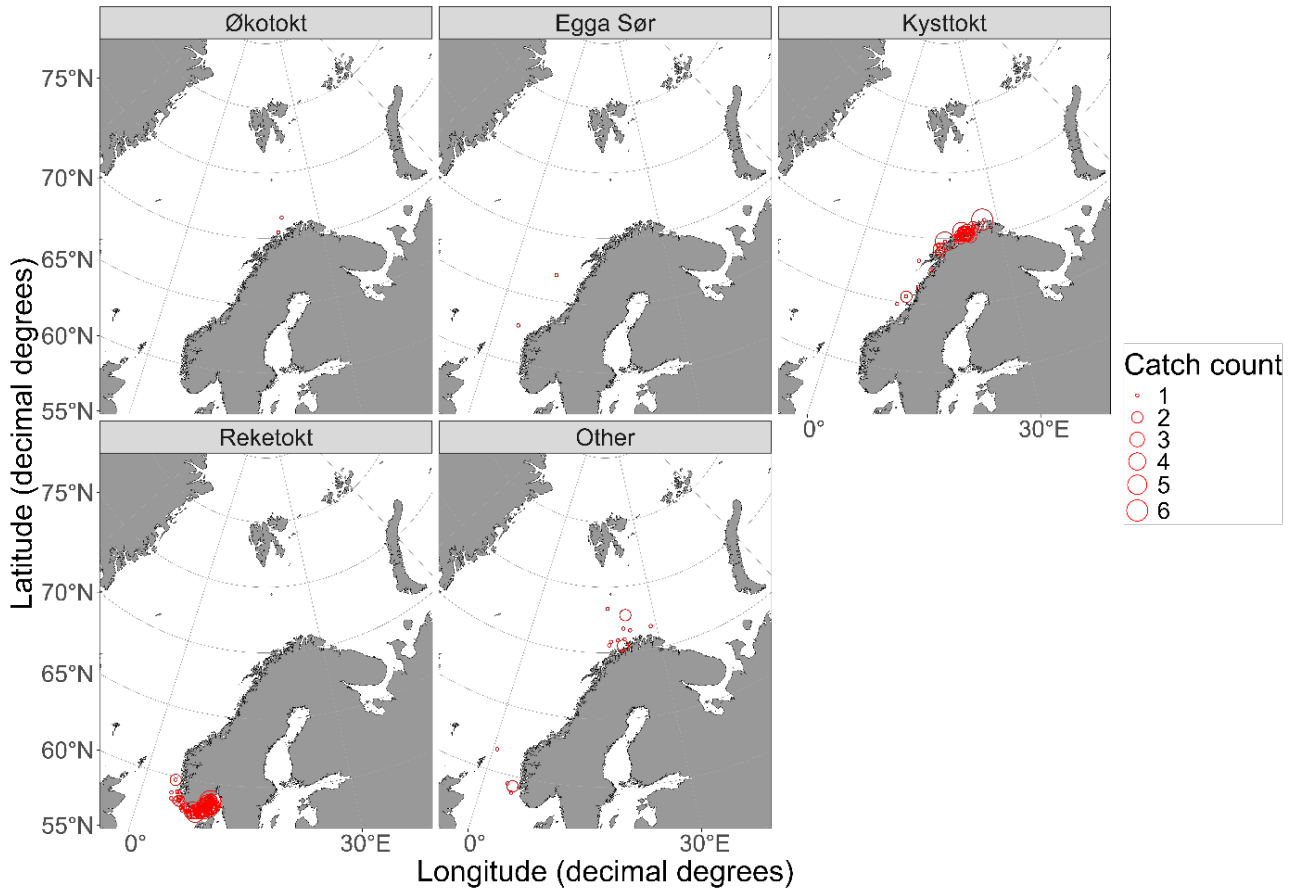 Økotokt
Egga Sør
Kysttokt
75°N
70°N
65°N
60°N
55°N
0°
30°E
Reketokt
Other
75°N
70°N
65°N
60°N
55°N
0°
30°E
0°
30°E
Latitude (decimal degrees)
Longitude (decimal degrees)
Catch count
1
2
3
4
5
6